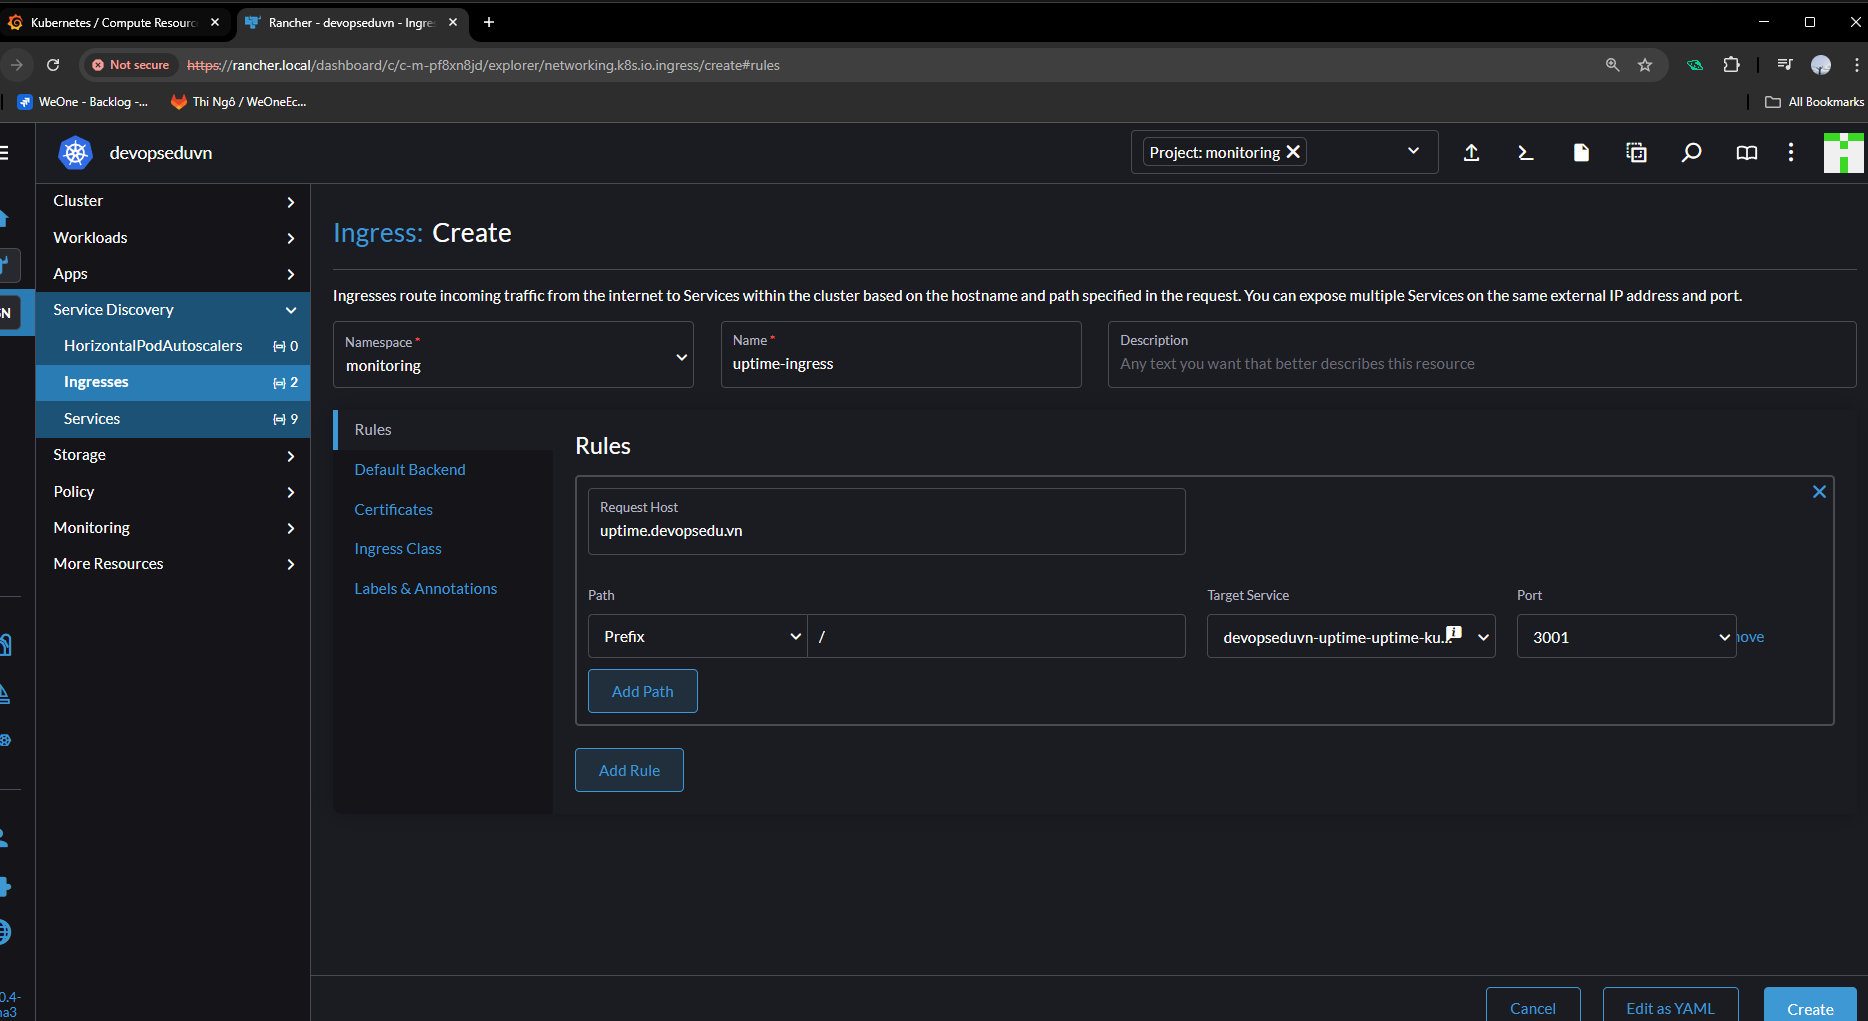 Kubernetes / Compute Resourc
Rancher - devopseduvn - Ingre
Not secure
https://rancher.local/dashboard/c/c-m-pf8xn8jd/explorer/networking.k8s.io.ingress/create#rules
WeOne - Backlog -...
Thi Ngô / WeOneEc...
All Bookmarks
devopseduvn
Project: monitoring
Cluster
Workloads
Apps
Service Discovery
HorizontalPodAutoscalers 0
Ingresses 2
Services 9
Storage
Policy
Monitoring
More Resources
0.4-
Ingress: Create
Ingresses route incoming traffic from the internet to Services within the cluster based on the hostname and path specified in the request. You can expose multiple Services on the same external IP address and port.
Namespace *
monitoring
Name *
uptime-ingress
Description
Any text you want that better describes this resource
Rules
Default Backend
Certificates
Ingress Class
Labels & Annotations
Rules
Request Host
uptime.devopsedu.vn
Path
Target Service
Port
Prefix
/
devopseduvn-uptime-uptime-ku...
3001
ove
Add Path
Add Rule
Cancel
Edit as YAML
Create